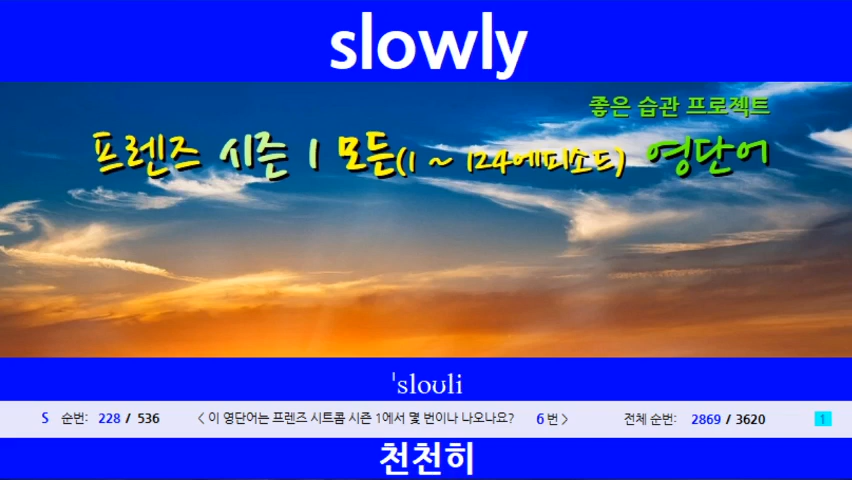 slowly
좋은 습관 프로젝트
프렌즈 시즌 1 모든(1 ~ 124에피소드) 영단어
ˈsloʊli
S 순번: 228 / 536 < 이 영단어는 프렌즈 시트콤 시즌 1에서 몇 번이나 나오나요? 6 번 > 전체 순번: 2869 / 3620 1
천천히